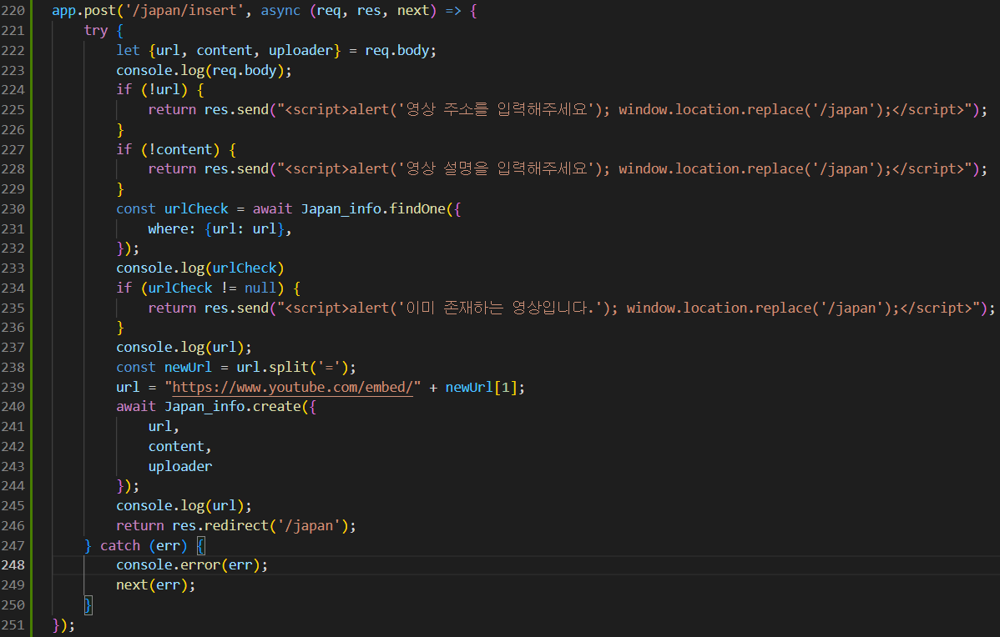 220 app.post('/japan/insert', async (req, res, next) => {
221 try {
222 let {url, content, uploader} = req.body;
223 console.log(req.body);
224 if (!url) {
225 return res.send("<script>alert('영상 주소를 입력해주세요'); window.location.replace('/japan');</script>");
226 }
227 if (!content) {
228 return res.send("<script>alert('영상 설명을 입력해주세요'); window.location.replace('/japan');</script>");
229 }
230 const urlCheck = await Japan_info.findOne({
231 where: {url: url},
232 });
233 console.log(urlCheck)
234 if (urlCheck != null) {
235 return res.send("<script>alert('이미 존재하는 영상입니다.'); window.location.replace('/japan');</script>");
236 }
237 console.log(url);
238 const newUrl = url.split('=');
239 url = "https://www.youtube.com/embed/" + newUrl[1];
240 await Japan_info.create({
241 url,
242 content,
243 uploader
244 });
245 console.log(url);
246 return res.redirect('/japan');
247 } catch (err) {
248 console.error(err);
249 next(err);
250 }
251 });